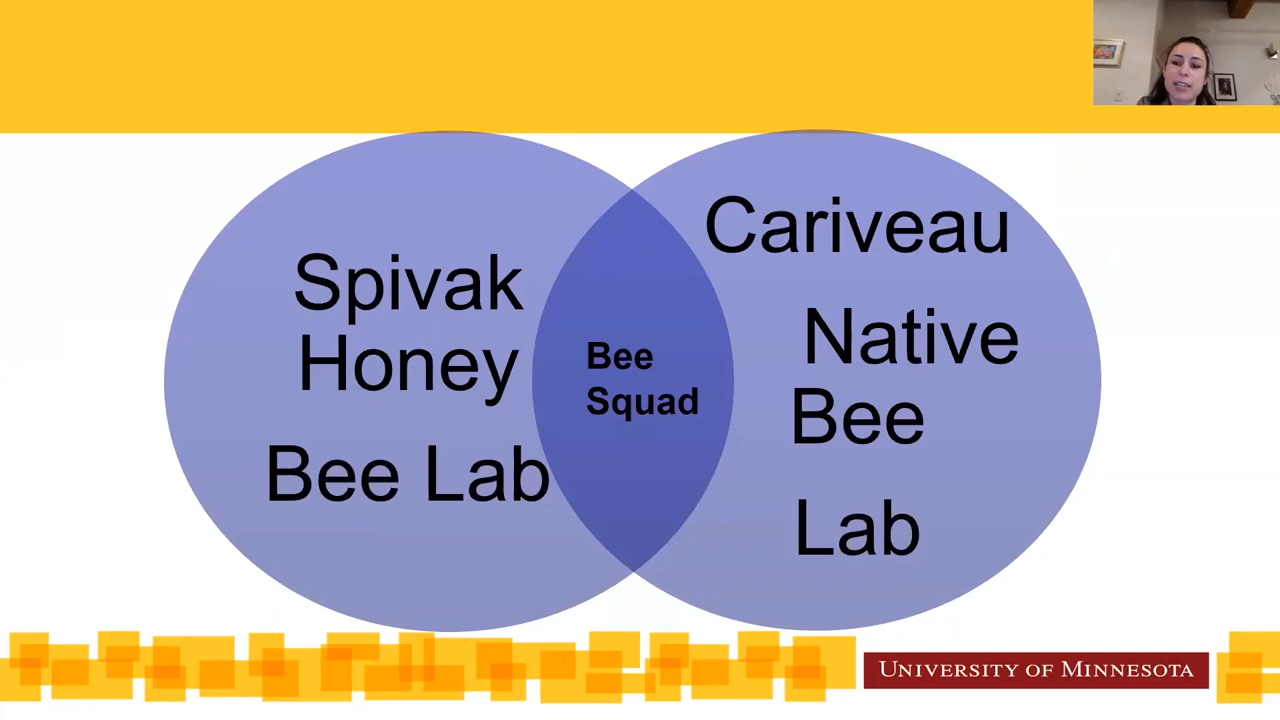 Spivak
Honey
Bee Lab
Bee
Squad
Cariveau
Native
Bee
Lab
UNIVERSITY OF MINNESOTA